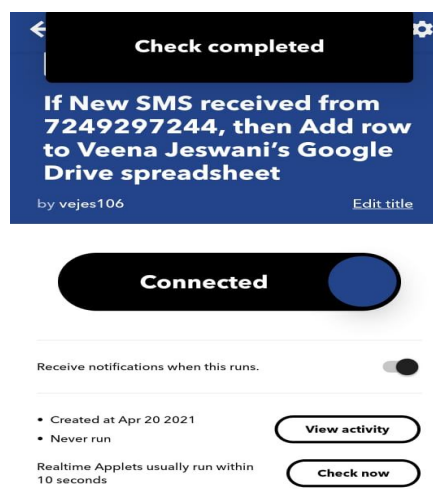 Check completed
If New SMS received from
7249297244, then Add row
to Veena Jeswani's Google
Drive spreadsheet
by vejes106
Edit title
Connected
Receive notifications when this runs.
• Created at Apr 20 2021
• Never run
View activity
Realtime Applets usually run within
10 seconds
Check now